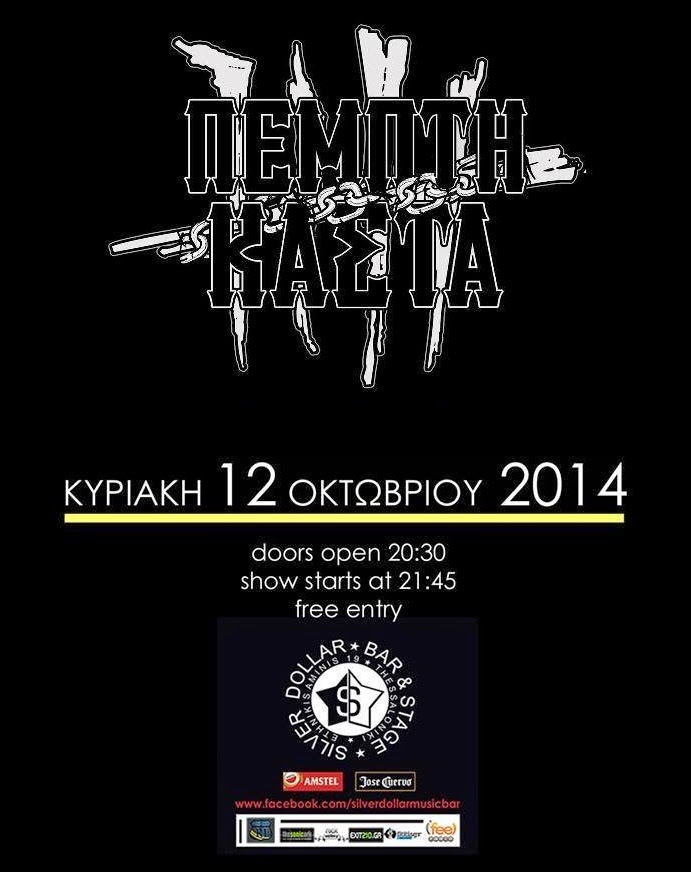 ΠΕΜΠΤΗ
ΚΑΣΤΑ
ΚΥΡΙΑΚΗ 12 ΟΚΤΩΒΡΙΟΥ 2014
doors open 20:30
show starts at 21:45
free entry
SILVER DOLLAR ★ BAR & STAGE ★
ETHNIKIS AMINIS 19 ★ THESSALONIKI ★
$
AMSTEL
Jose Cuervo
www.facebook.com/silverdollarmusicbar
EXIT210.GR
fee